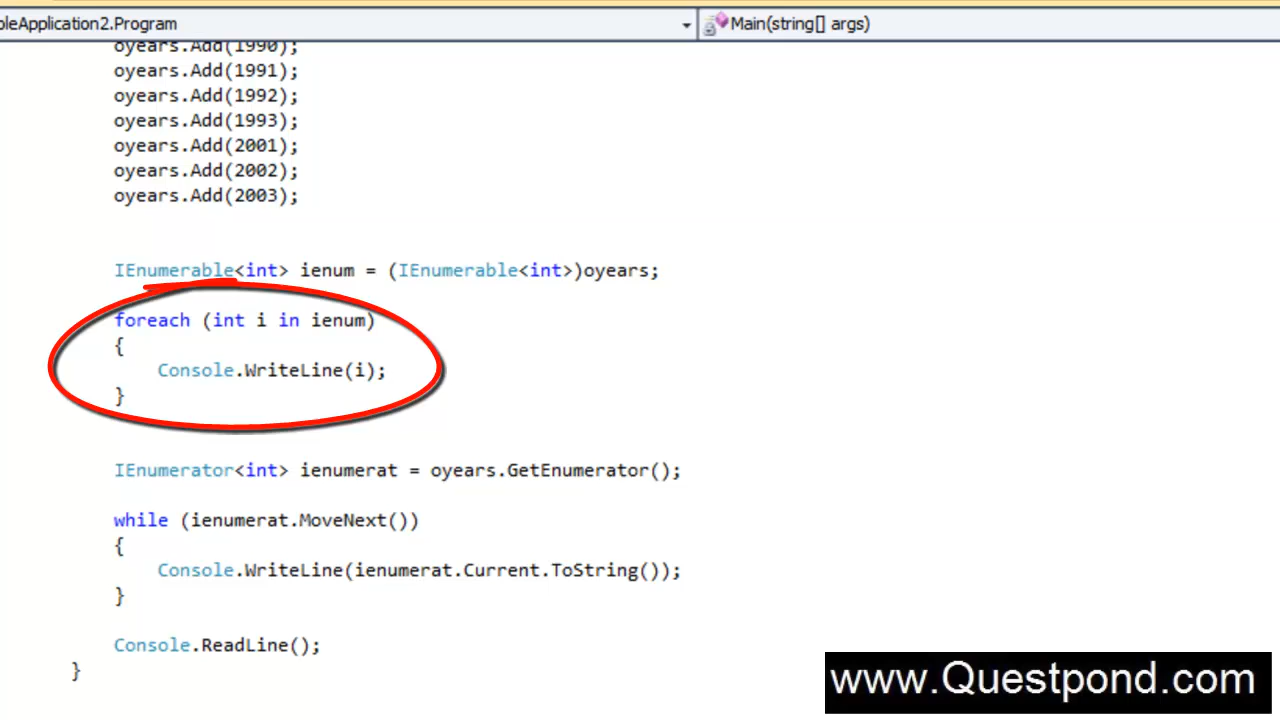 oleApplication2.Program
Main(string[] args)
oyears.Add(1990);
oyears.Add(1991);
oyears.Add(1992);
oyears.Add(1993);
oyears.Add(2001);
oyears.Add(2002);
oyears.Add(2003);
IEnumerable<int> ienum = (IEnumerable<int>)oyears;
foreach (int i in ienum)
{
Console.WriteLine(i);
}
IEnumerator<int> ienumerat = oyears.GetEnumerator();
while (ienumerat.MoveNext())
{
Console.WriteLine(ienumerat.Current.ToString());
}
Console.ReadLine();
}
www.Questpond.com